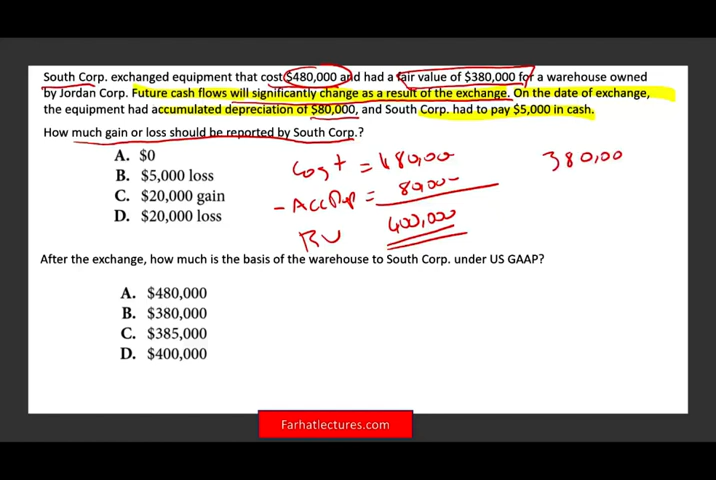 South Corp. exchanged equipment that cost $480,000 and had a fair value of $380,000 for a warehouse owned
by Jordan Corp. Future cash flows will significantly change as a result of the exchange. On the date of exchange,
the equipment had accumulated depreciation of $80,000, and South Corp. had to pay $5,000 in cash.
How much gain or loss should be reported by South Corp.?
A. $0
B. $5,000 loss
C. $20,000 gain
D. $20,000 loss
Cost = 480,00
- Acc Dep = 80,00
BV 400,000
380,00
After the exchange, how much is the basis of the warehouse to South Corp. under US GAAP?
A. $480,000
B. $380,000
C. $385,000
D. $400,000
Farhatlectures.com